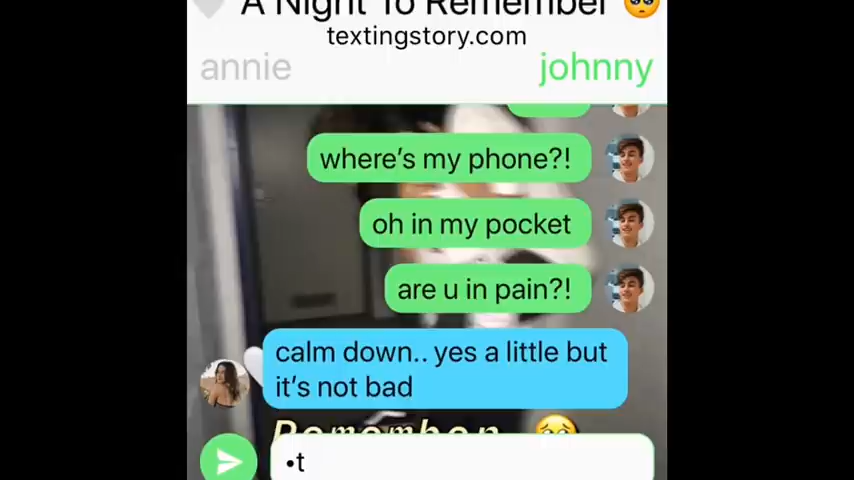 A Night To Remember 🥺
textingstory.com
annie
johnny
where's my phone?!
oh in my pocket
are u in pain?!
calm down.. yes a little but
it's not bad
Remember 🥺
•t